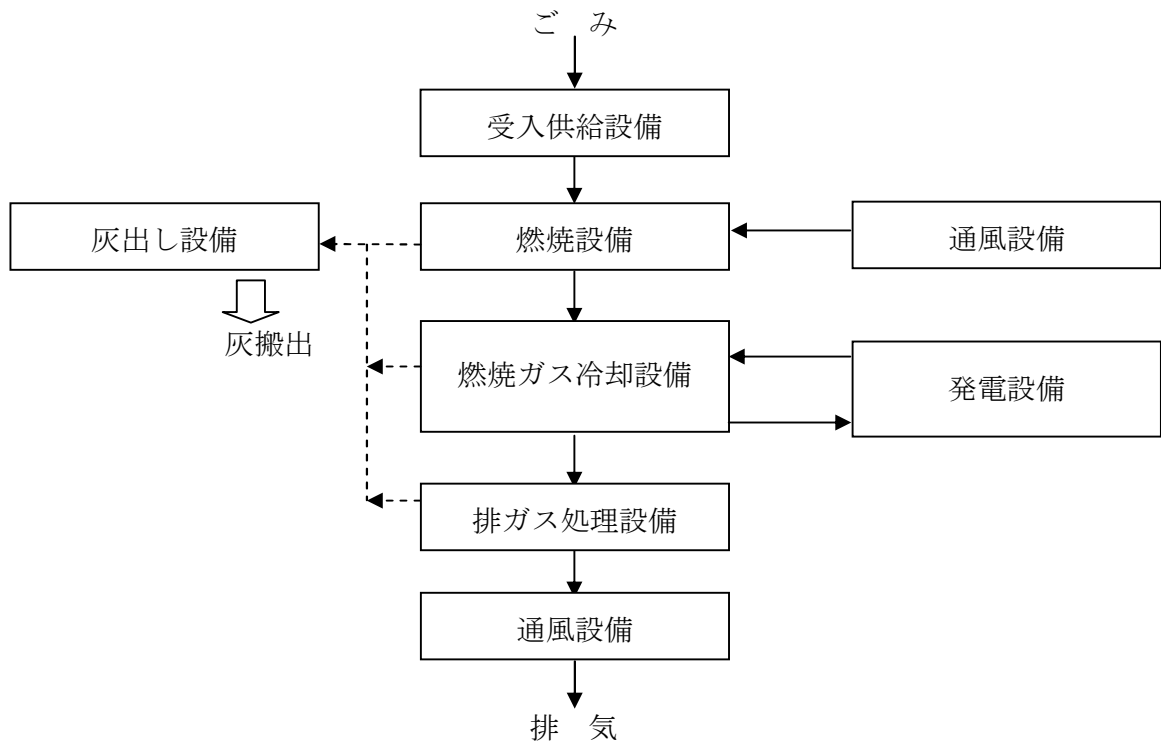 ご　み
受入供給設備
灰出し設備
燃焼設備
通風設備
灰搬出
燃焼ガス冷却設備
発電設備
排ガス処理設備
通風設備
排　気